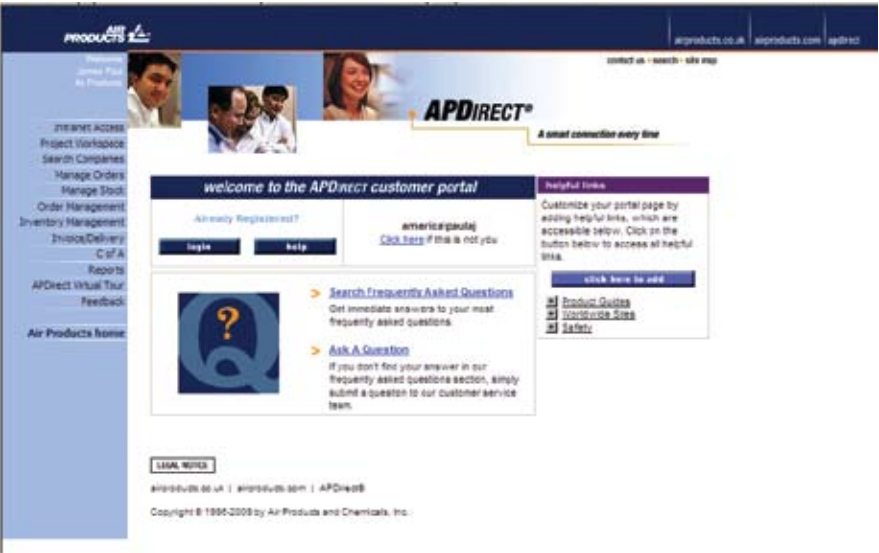 AIR
PRODUCTS
airproducts.co.uk airproducts.com apdirect
Welcome
James Paul
Air Products
contact us • search • site map
APDIRECT®
A smart connection every time
Intranet Access
Project Workspace
Search Companies
Manage Orders
Manage Stock
Order Management
Inventory Management
Invoice/Delivery
C of A
Reports
APDirect Virtual Tour
Feedback
Air Products home
welcome to the APDIRECT customer portal
Already Registered?
login help
america\paulaj
Click here if this is not you
> Search Frequently Asked Questions
Get immediate answers to your most
frequently asked questions.
> Ask A Question
If you don't find your answer in our
frequently asked questions section, simply
submit a question to our customer service
team.
Q ?
helpful links
Customize your portal page by
adding helpful links, which are
accessible below. Click on the
button below to access all helpful
links.
click here to add
Product Guides
Worldwide Sites
Safety
LEGAL NOTICE
airproducts.co.uk | airproducts.com | APDirect®
by Air Products and Chemicals, Inc.